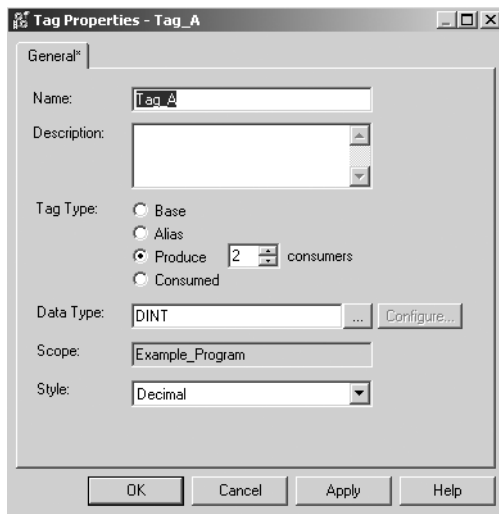 Tag Properties - Tag_A
General*
Name: Tag_A
Description:
Tag Type: Base
Alias
Produce 2 consumers
Consumed
Data Type: DINT ... Configure...
Scope: Example_Program
Style: Decimal
OK Cancel Apply Help